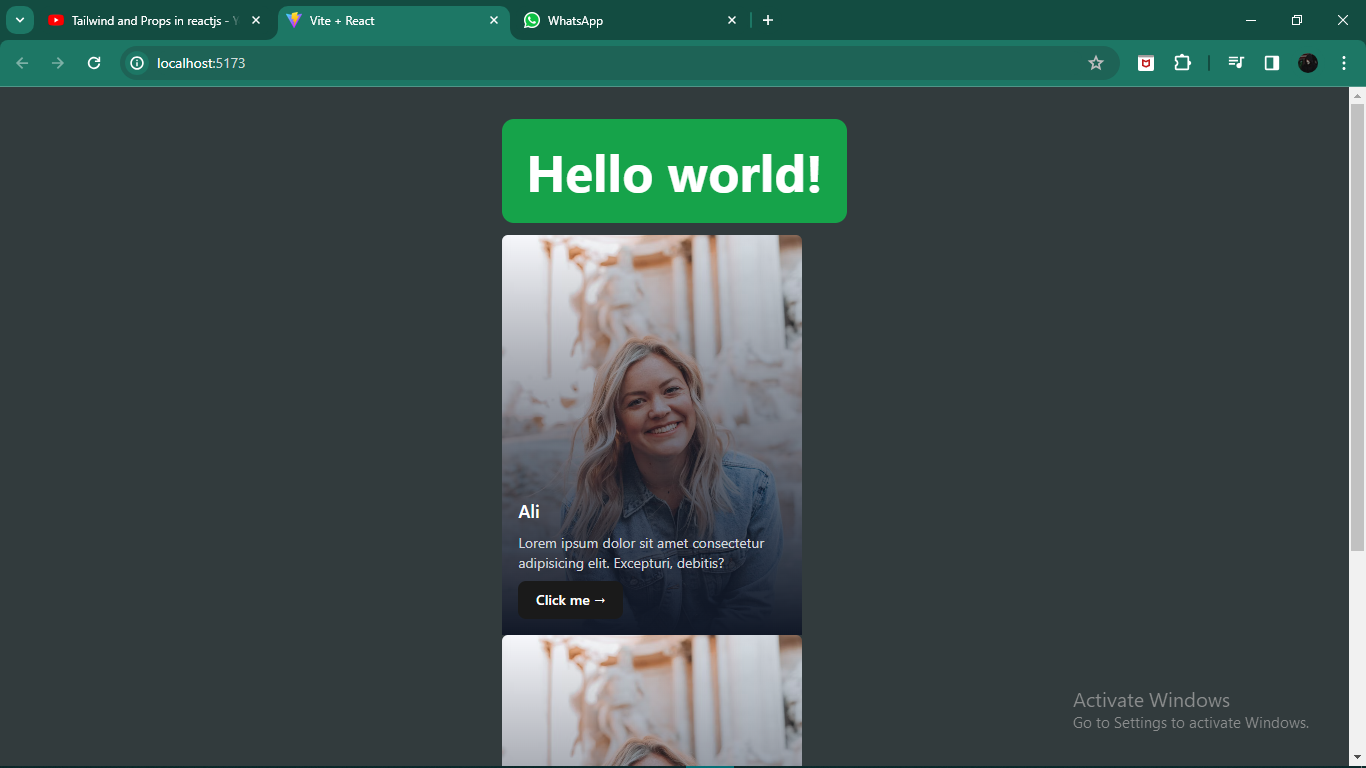 Tailwind and Props in reactjs -
Vite + React
WhatsApp
localhost:5173
Hello world!
Ali
Lorem ipsum dolor sit amet consectetur
adipisicing elit. Excepturi, debitis?
Click me →
Activate Windows
Go to Settings to activate Windows.